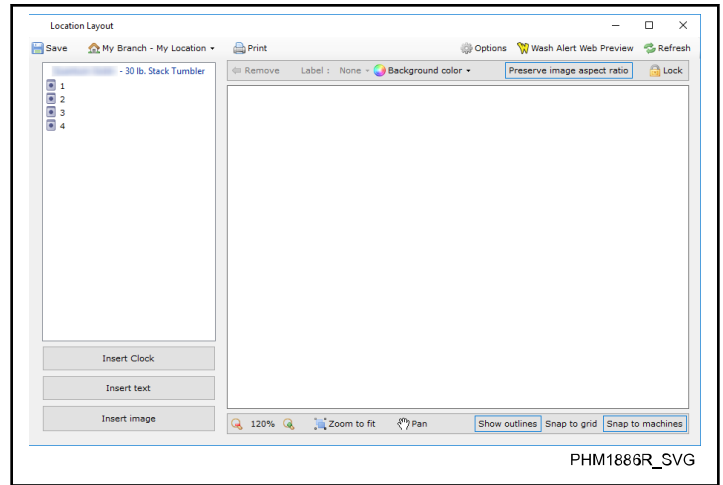 Location Layout
Save My Branch - My Location Print Options Wash Alert Web Preview Refresh
- 30 lb. Stack Tumbler
1
2
3
4
Remove Label : None Background color Preserve image aspect ratio Lock
Insert Clock
Insert text
Insert image
120% Zoom to fit Pan Show outlines Snap to grid Snap to machines
PHM1886R_SVG